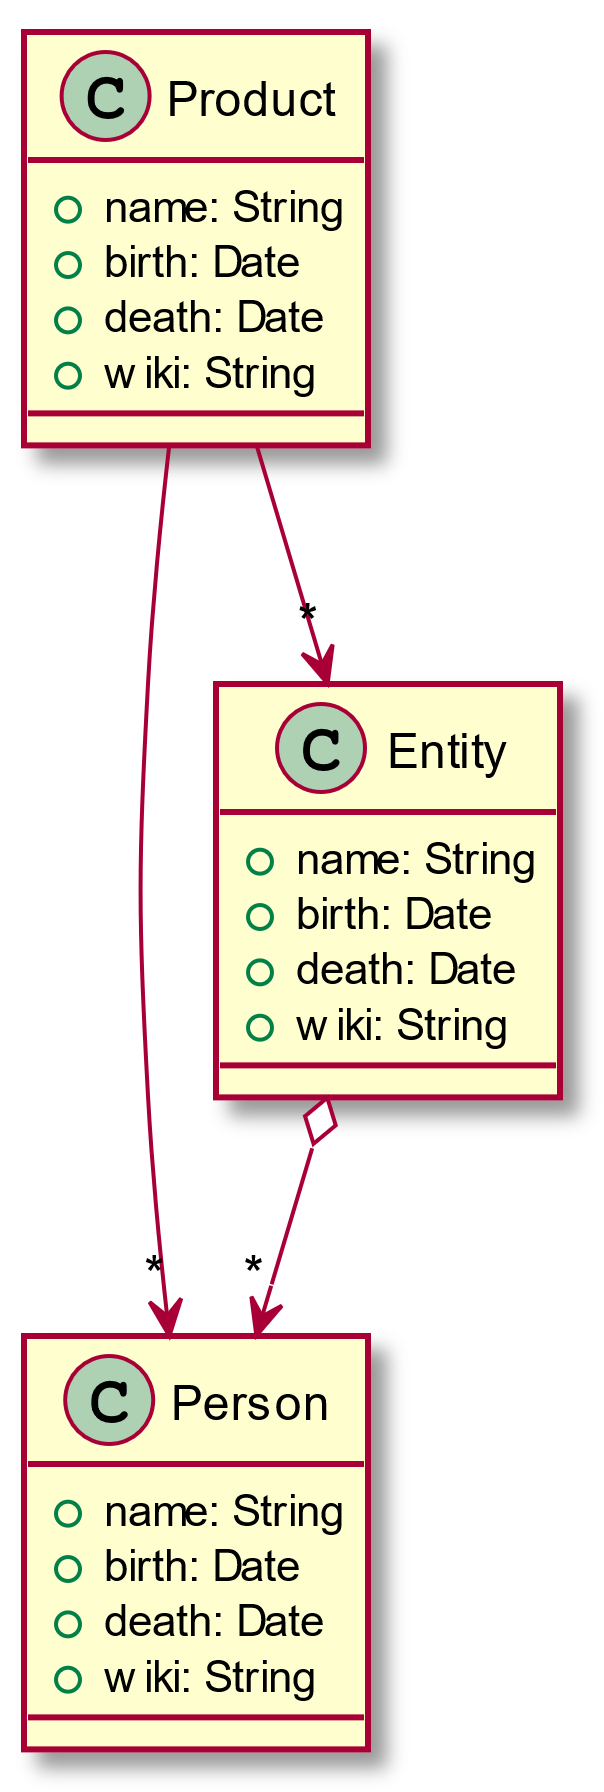 C Product
name: String
birth: Date
death: Date
wiki: String
*
C Entity
name: String
birth: Date
death: Date
wiki: String
* *
C Person
name: String
birth: Date
death: Date
wiki: String